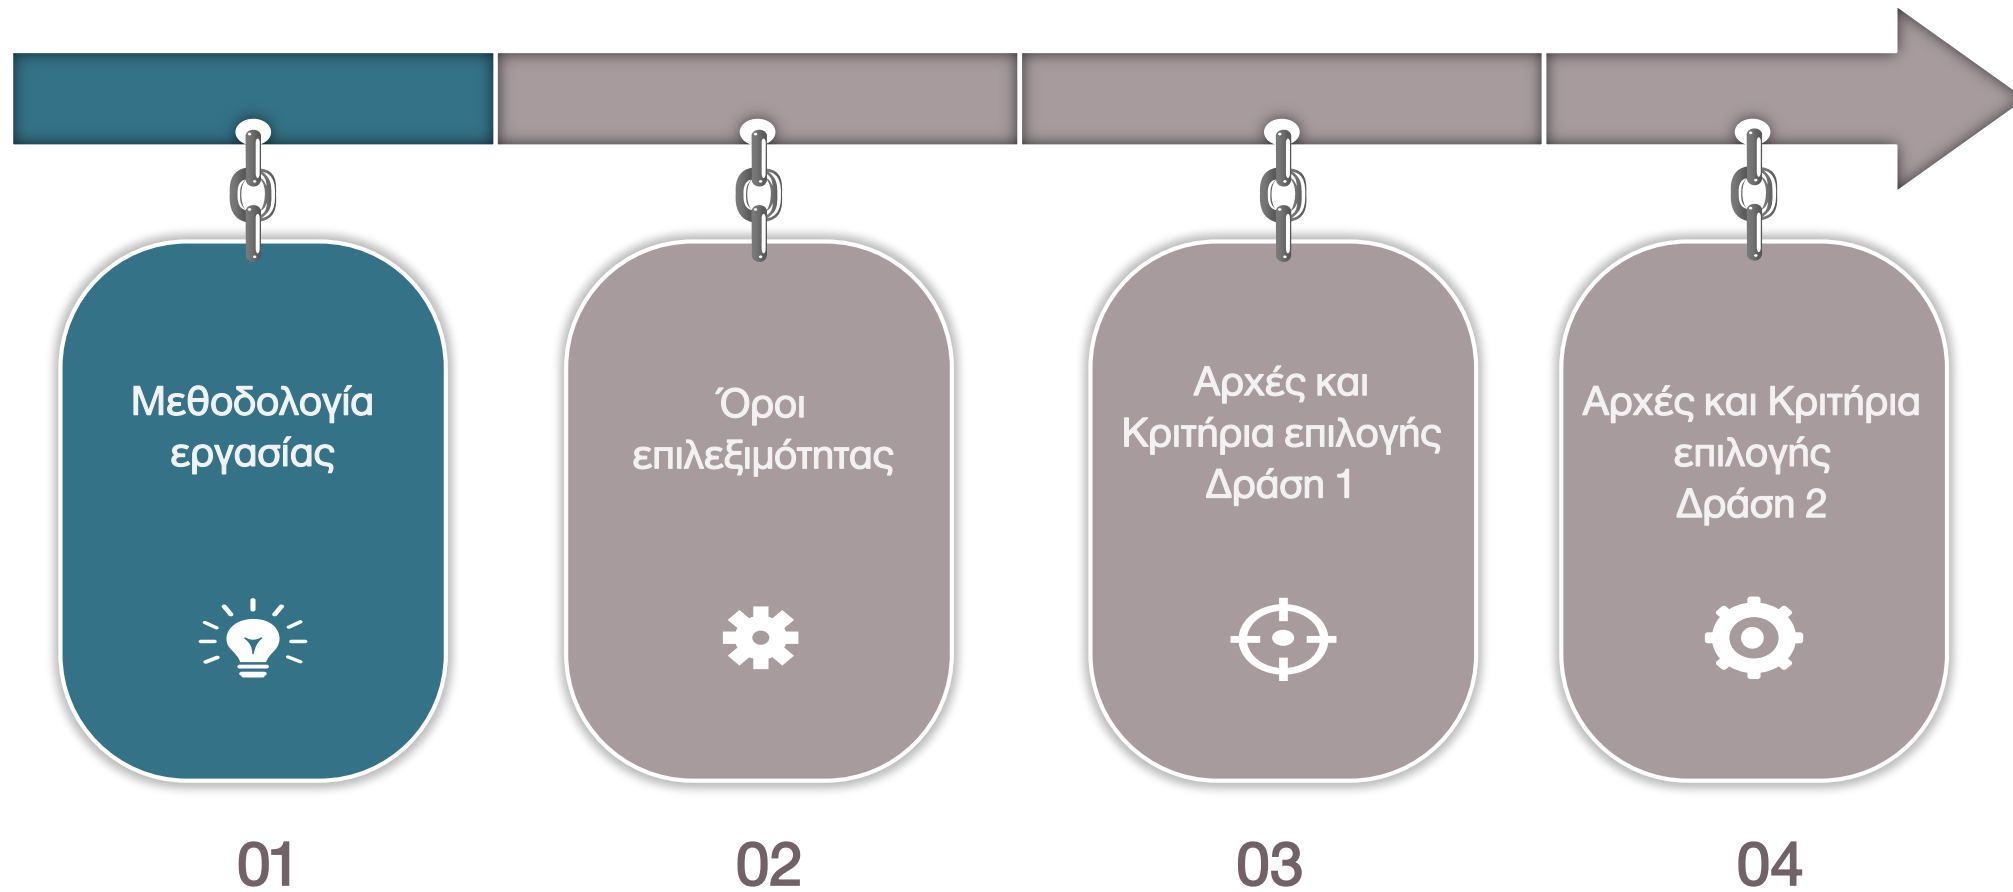 Μεθοδολογία
εργασίας
Όροι
επιλεξιμότητας
Αρχές και
Κριτήρια επιλογής
Δράση 1
Αρχές και Κριτήρια
επιλογής
Δράση 2
01
02
03
04